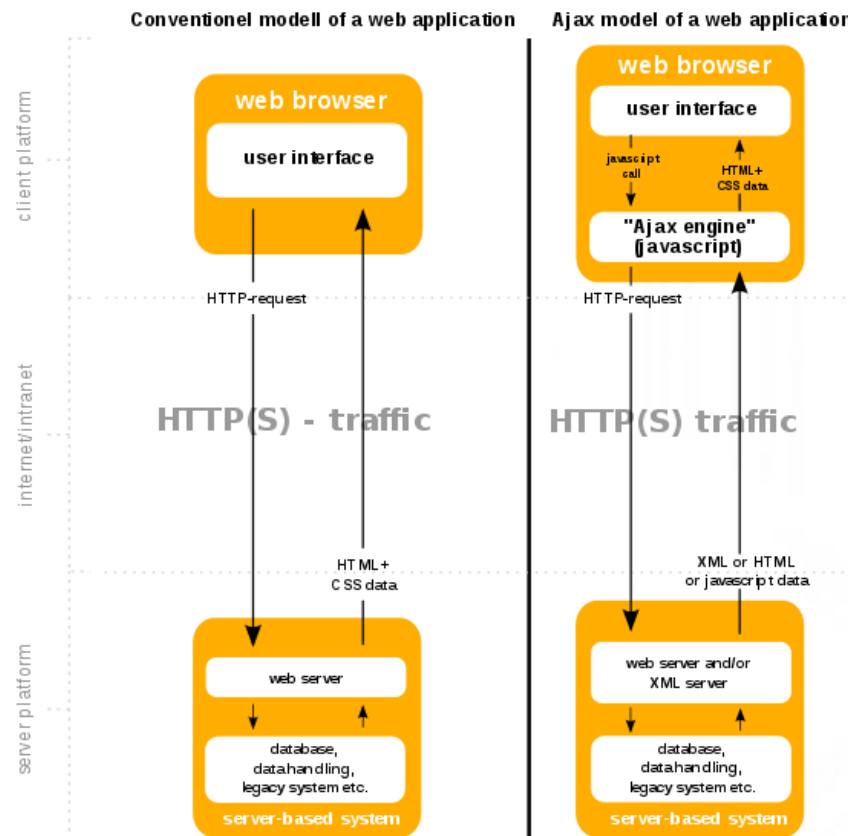 Conventionel modell of a web application
Ajax model of a web application
client platform
internet/intranet
server platform
web browser
user interface
HTTP-request
HTTP(S) - traffic
HTML+
CSS data
web server
database,
datahandling,
legacy system etc.
server-based system
web browser
user interface
javascript
call
HTML+
CSS data
"Ajax engine"
(javascript)
HTTP-request
HTTP(S) traffic
XML or HTML
or javascript data
web server and/or
XML server
database,
datahandling,
legacy system etc.
server-based system